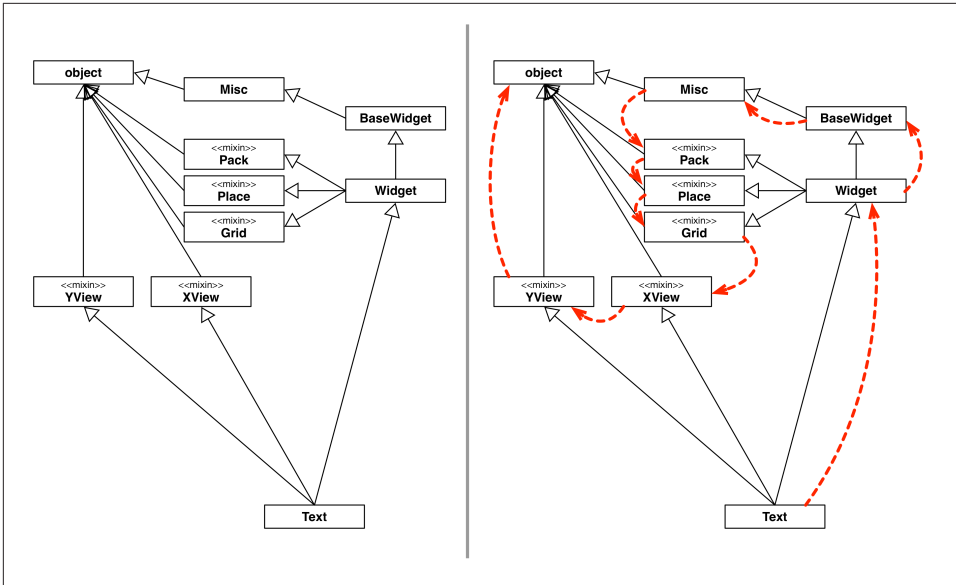 object
Misc
BaseWidget
<<mixin>>
Pack
<<mixin>>
Place
Widget
<<mixin>>
Grid
<<mixin>>
YView
<<mixin>>
XView
Text
object
Misc
BaseWidget
<<mixin>>
Pack
<<mixin>>
Place
Widget
<<mixin>>
Grid
<<mixin>>
YView
<<mixin>>
XView
Text